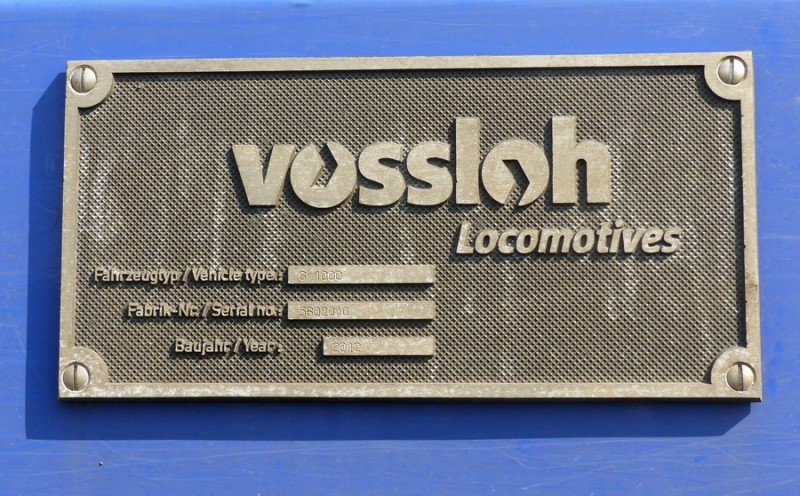 vossloh
Locomotives
Fahrzeugtyp / Vehicle type: G 1000
Fabrik-Nr. / Serial no.:
Baujahr / Year: 2012